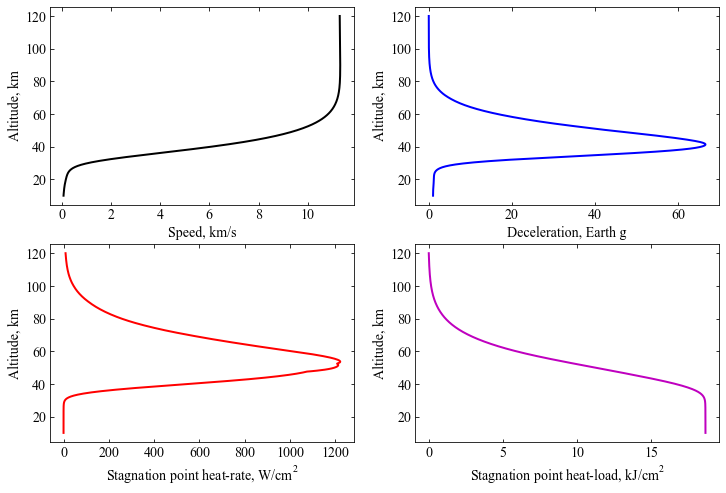 120
100
80
60
40
20
Altitude, km
0 2 4 6 8 10
Speed, km/s
120
100
80
60
40
20
Altitude, km
0 20 40 60
Deceleration, Earth g
120
100
80
60
40
20
Altitude, km
0 200 400 600 800 1000 1200
Stagnation point heat-rate, W/cm²
120
100
80
60
40
20
Altitude, km
0 5 10 15
Stagnation point heat-load, kJ/cm²